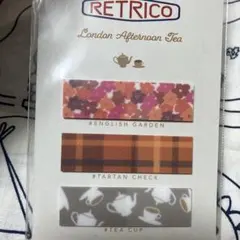 RETRICO
London Afternoon Tea
#ENGLISH GARDEN
#TARTAN CHECK
#TEA CUP